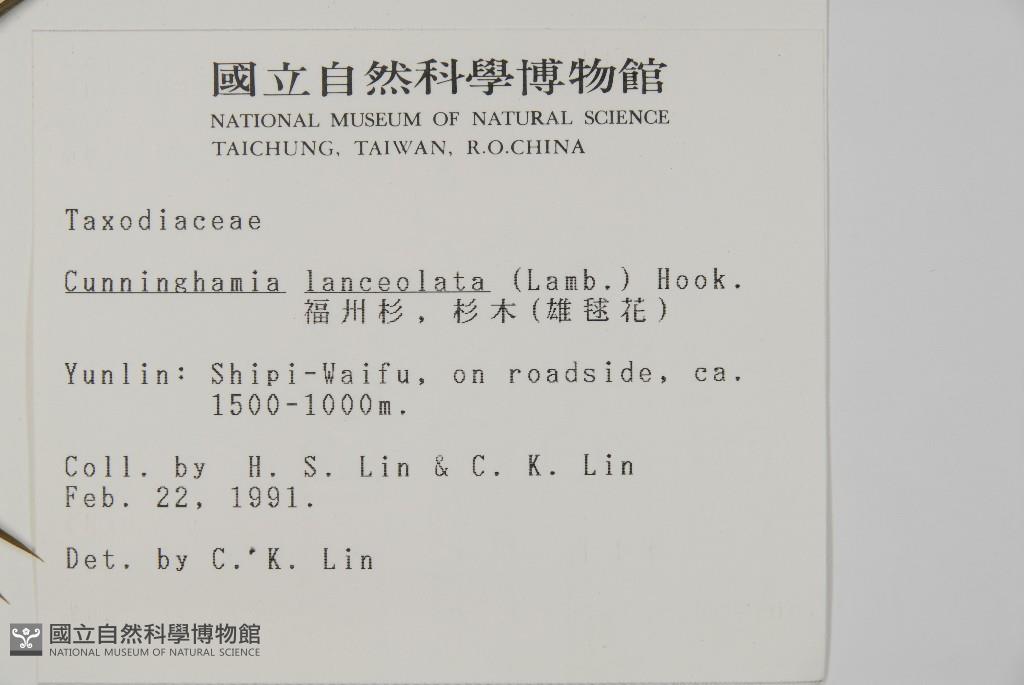 國立自然科學博物館
NATIONAL MUSEUM OF NATURAL SCIENCE
TAICHUNG, TAIWAN, R.O.CHINA
Taxodiaceae
Cunninghamia lanceolata (Lamb.) Hook.
福州杉, 杉木(雄毬花)
Yunlin: Shipi-Waifu, on roadside, ca.
1500-1000m.
Coll. by H. S. Lin & C. K. Lin
Feb. 22, 1991.
Det. by C. K. Lin
國立自然科學博物館
NATIONAL MUSEUM OF NATURAL SCIENCE